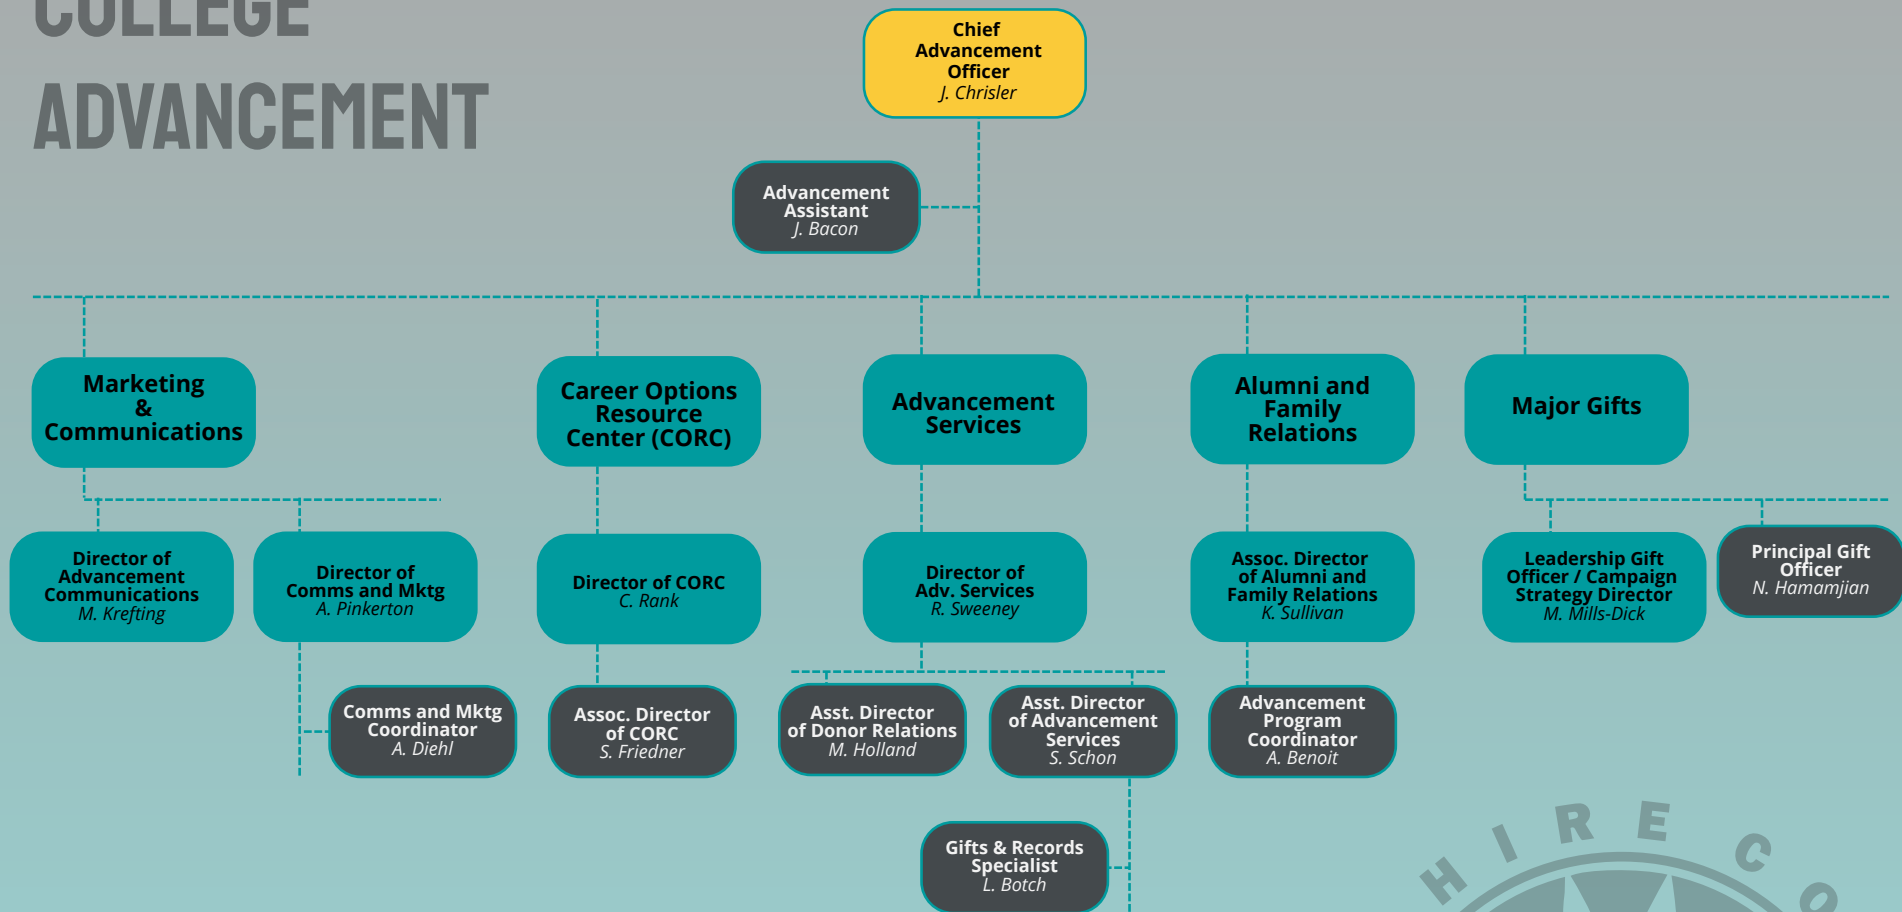 COLLEGE
ADVANCEMENT
Chief
Advancement
Officer
J. Chrisler
Advancement
Assistant
J. Bacon
Marketing
&
Communications
Career Options
Resource
Center (CORC)
Advancement
Services
Alumni and
Family
Relations
Major Gifts
Director of
Advancement
Communications
M. Krefting
Director of
Comms and Mktg
A. Pinkerton
Director of CORC
C. Rank
Director of
Adv. Services
R. Sweeney
Assoc. Director
of Alumni and
Family Relations
K. Sullivan
Leadership Gift
Officer / Campaign
Strategy Director
M. Mills-Dick
Principal Gift
Officer
N. Hamamjian
Comms and Mktg
Coordinator
A. Diehl
Assoc. Director
of CORC
S. Friedner
Asst. Director
of Donor Relations
M. Holland
Asst. Director
of Advancement
Services
S. Schon
Advancement
Program
Coordinator
A. Benoit
Gifts & Records
Specialist
L. Botch
HIRE CO